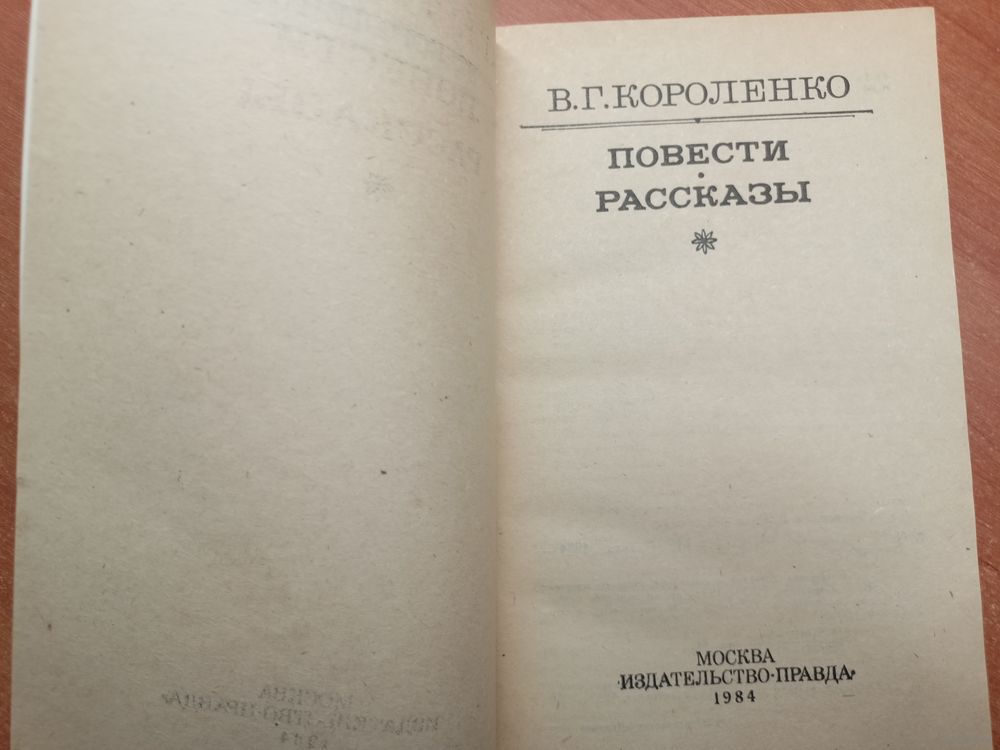 В.Г.КОРОЛЕНКО
ПОВЕСТИ
РАССКАЗЫ
МОСКВА
ИЗДАТЕЛЬСТВО·ПРАВДА·
1984